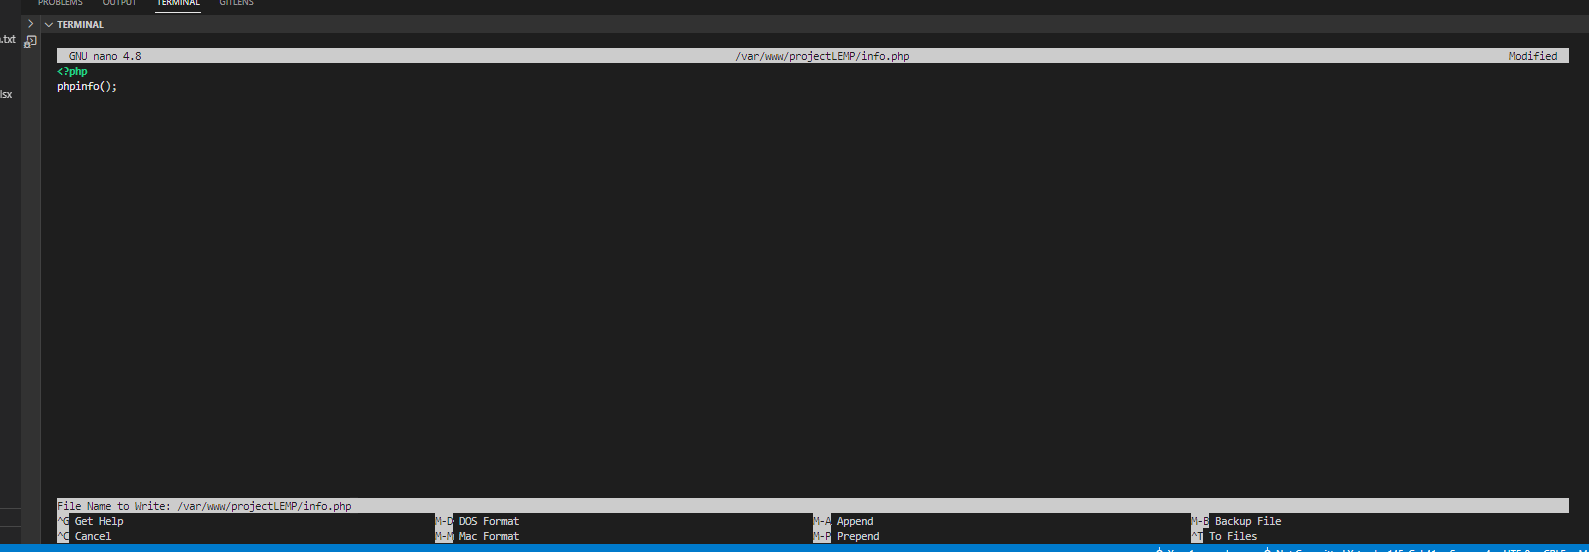 PROBLEMS OUTPUT TERMINAL GITLENS
TERMINAL
.txt
lsx
GNU nano 4.8 /var/www/projectLEMP/info.php Modified
<?php
phpinfo();
File Name to Write: /var/www/projectLEMP/info.php
^G Get Help M-D DOS Format M-A Append M-B Backup File
^C Cancel M-M Mac Format M-P Prepend ^T To Files